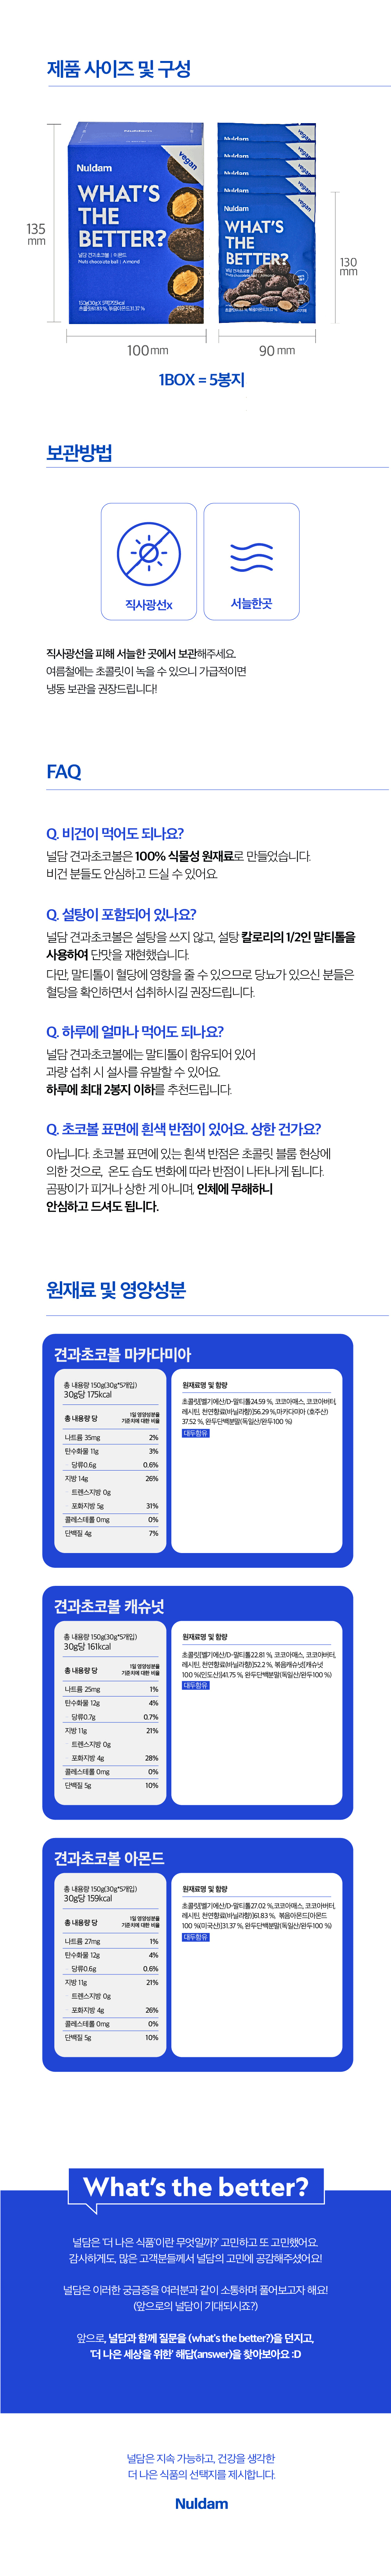 제품 사이즈 및 구성
Nuldam
vegan
WHAT'S
THE
BETTER?
널담 견과초코볼 | 아몬드
Nuts chocolate ball | Almond
Nuldam
vegan
WHAT'S
THE
BETTER?
135
mm
130
mm
100 mm
90 mm
1BOX = 5봉지
보관방법
직사광선x
서늘한곳
직사광선을 피해 서늘한 곳에서 보관해주세요.
여름철에는 초콜릿이 녹을 수 있으니 가급적이면
냉동 보관을 권장드립니다!
FAQ
Q. 비건이 먹어도 되나요?
널담 견과초코볼은 100% 식물성 원재료로 만들었습니다.
비건 분들도 안심하고 드실 수 있어요.
Q. 설탕이 포함되어 있나요?
널담 견과초코볼은 설탕을 쓰지 않고, 설탕 칼로리의 1/2인 말티톨을
사용하여 단맛을 재현했습니다.
다만, 말티톨이 혈당에 영향을 줄 수 있으므로 당뇨가 있으신 분들은
혈당을 확인하면서 섭취하시길 권장드립니다.
Q. 하루에 얼마나 먹어도 되나요?
널담 견과초코볼에는 말티톨이 함유되어 있어
과량 섭취 시 설사를 유발할 수 있어요.
하루에 최대 2봉지 이하를 추천드립니다.
Q. 초코볼 표면에 흰색 반점이 있어요. 상한 건가요?
아닙니다. 초코볼 표면에 있는 흰색 반점은 초콜릿 블룸 현상에
의한 것으로, 온도 습도 변화에 따라 반점이 나타나게 됩니다.
곰팡이가 피거나 상한 게 아니며, 인체에 무해하니
안심하고 드셔도 됩니다.
원재료 및 영양성분
견과초코볼 마카다미아
총 내용량 150g(30g*5개입)
30g당 175kcal
총 내용량 당
1일 영양성분율
기준치에 대한 비율
나트륨 35mg 2%
탄수화물 11g 3%
당류0.6g 0.6%
지방 14g 26%
트랜스지방 0g
포화지방 5g 31%
콜레스테롤 0mg 0%
단백질 4g 7%
원재료명 및 함량
초콜릿[벨기에산/D-말티톨24.59 %, 코코아매스, 코코아버터,
레시틴, 천연향료(바닐라향)]56.29 %,마카다미아 (호주산)
37.52 %, 완두단백분말(독일산/완두100 %)
대두함유
견과초코볼 캐슈넛
총 내용량 150g(30g*5개입)
30g당 161kcal
총 내용량 당
1일 영양성분율
기준치에 대한 비율
나트륨 25mg 1%
탄수화물 12g 4%
당류0.7g 0.7%
지방 11g 21%
트랜스지방 0g
포화지방 4g 28%
콜레스테롤 0mg 0%
단백질 5g 10%
원재료명 및 함량
초콜릿[벨기에산/D-말티톨22.81 %, 코코아매스, 코코아버터,
레시틴, 천연향료(바닐라향)]52.2 %, 볶음캐슈넛[캐슈넛
100 %(인도산)]41.75 %, 완두단백분말(독일산/완두100 %)
대두함유
견과초코볼 아몬드
총 내용량 150g(30g*5개입)
30g당 159kcal
총 내용량 당
1일 영양성분율
기준치에 대한 비율
나트륨 27mg 1%
탄수화물 12g 4%
당류0.6g 0.6%
지방 11g 21%
트랜스지방 0g
포화지방 4g 26%
콜레스테롤 0mg 0%
단백질 5g 10%
원재료명 및 함량
초콜릿[벨기에산/D-말티톨27.02 %,코코아매스, 코코아버터,
레시틴, 천연향료(바닐라향)]61.83 %, 볶음아몬드[아몬드
100 %(미국산)]31.37 %, 완두단백분말(독일산/완두100 %)
대두함유
What's the better?
널담은 '더 나은 식품'이란 무엇일까?' 고민하고 또 고민했어요.
감사하게도, 많은 고객분들께서 널담의 고민에 공감해주셨어요!
널담은 이러한 궁금증을 여러분과 같이 소통하며 풀어보고자 해요!
(앞으로의 널담이 기대되시죠?)
앞으로, 널담과 함께 질문을 (what's the better?)을 던지고,
'더 나은 세상을 위한' 해답(answer)을 찾아보아요 :D
널담은 지속 가능하고, 건강을 생각한
더 나은 식품의 선택지를 제시합니다.
Nuldam